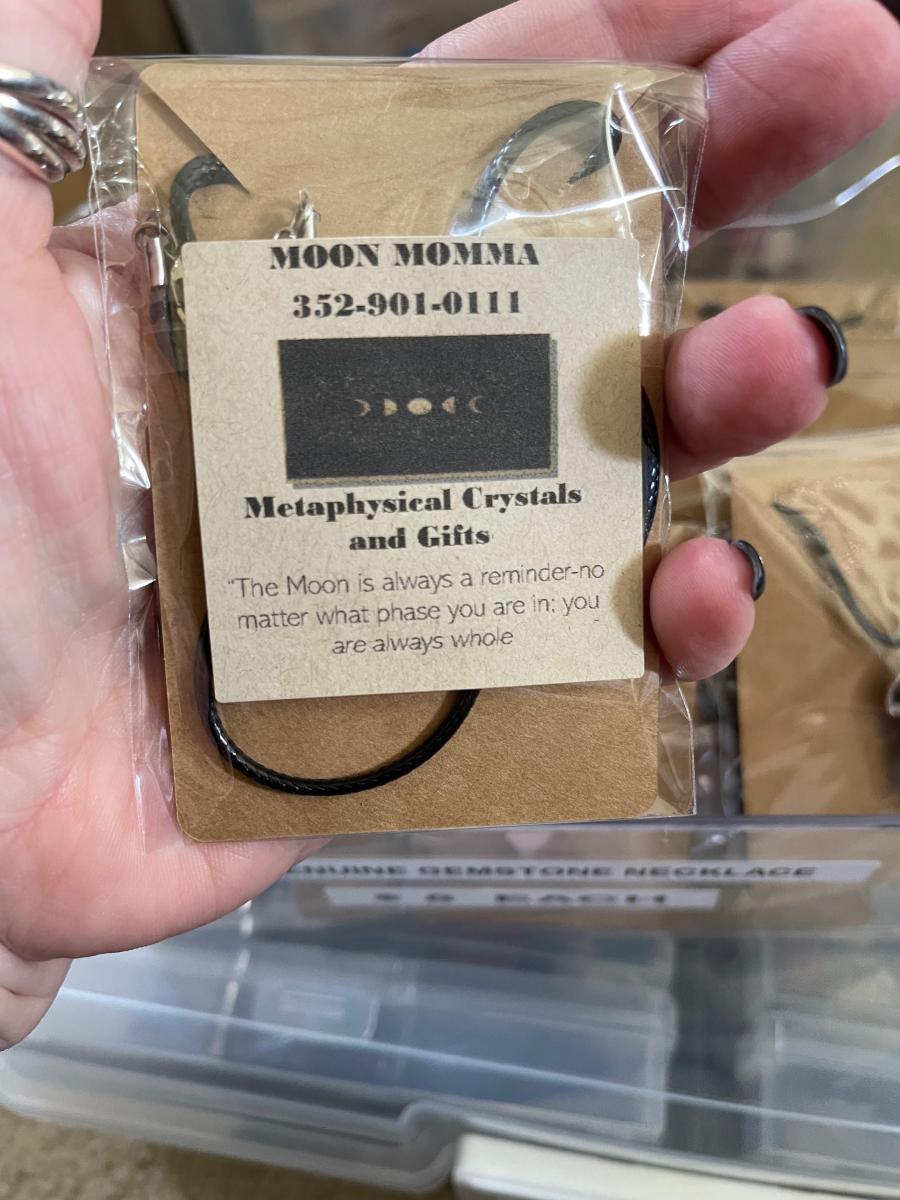 MOON MOMMA
352-901-0111
Metaphysical Crystals
and Gifts
"The Moon is always a reminder-no
matter what phase you are in; you
are always whole
ENUINE GEMSTONE NECKLACE
EACH